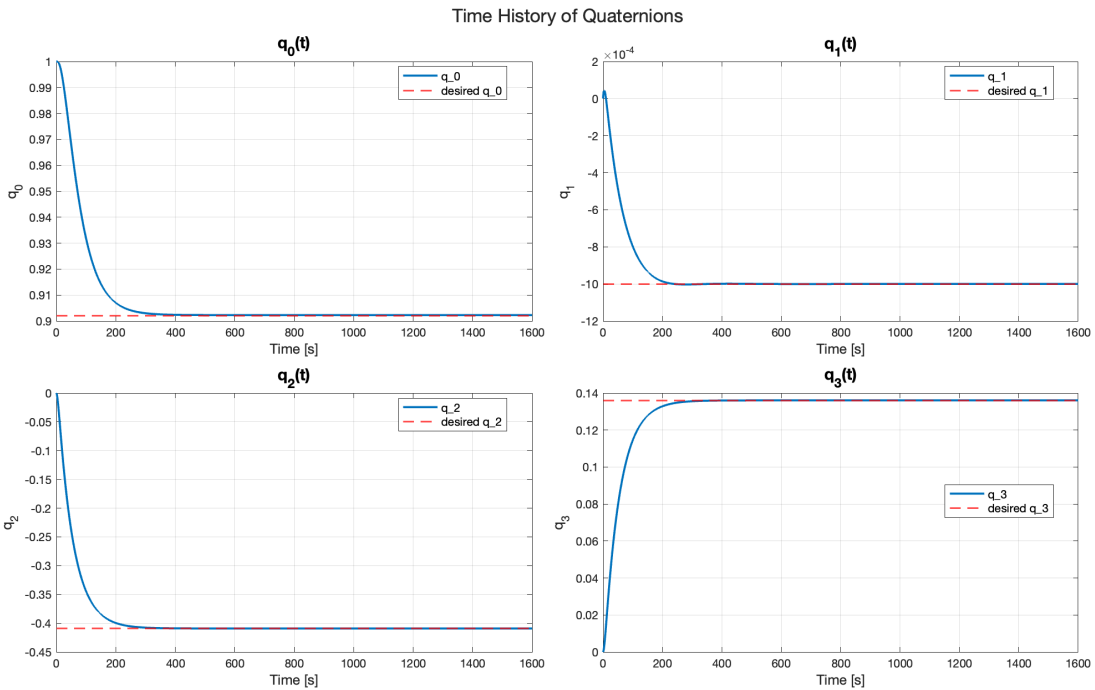 Time History of Quaternions
q0(t)
1
0.99
0.98
0.97
0.96
0.95
0.94
0.93
0.92
0.91
0.9
q0
q_0
desired q_0
0 200 400 600 800 1000 1200 1400 1600
Time [s]
q1(t)
×10-4
2
0
-2
-4
-6
-8
-10
-12
q1
q_1
desired q_1
0 200 400 600 800 1000 1200 1400 1600
Time [s]
q2(t)
0
-0.05
-0.1
-0.15
-0.2
-0.25
-0.3
-0.35
-0.4
-0.45
q2
q_2
desired q_2
0 200 400 600 800 1000 1200 1400 1600
Time [s]
q3(t)
0.14
0.12
0.1
0.08
0.06
0.04
0.02
0
q3
q_3
desired q_3
0 200 400 600 800 1000 1200 1400 1600
Time [s]